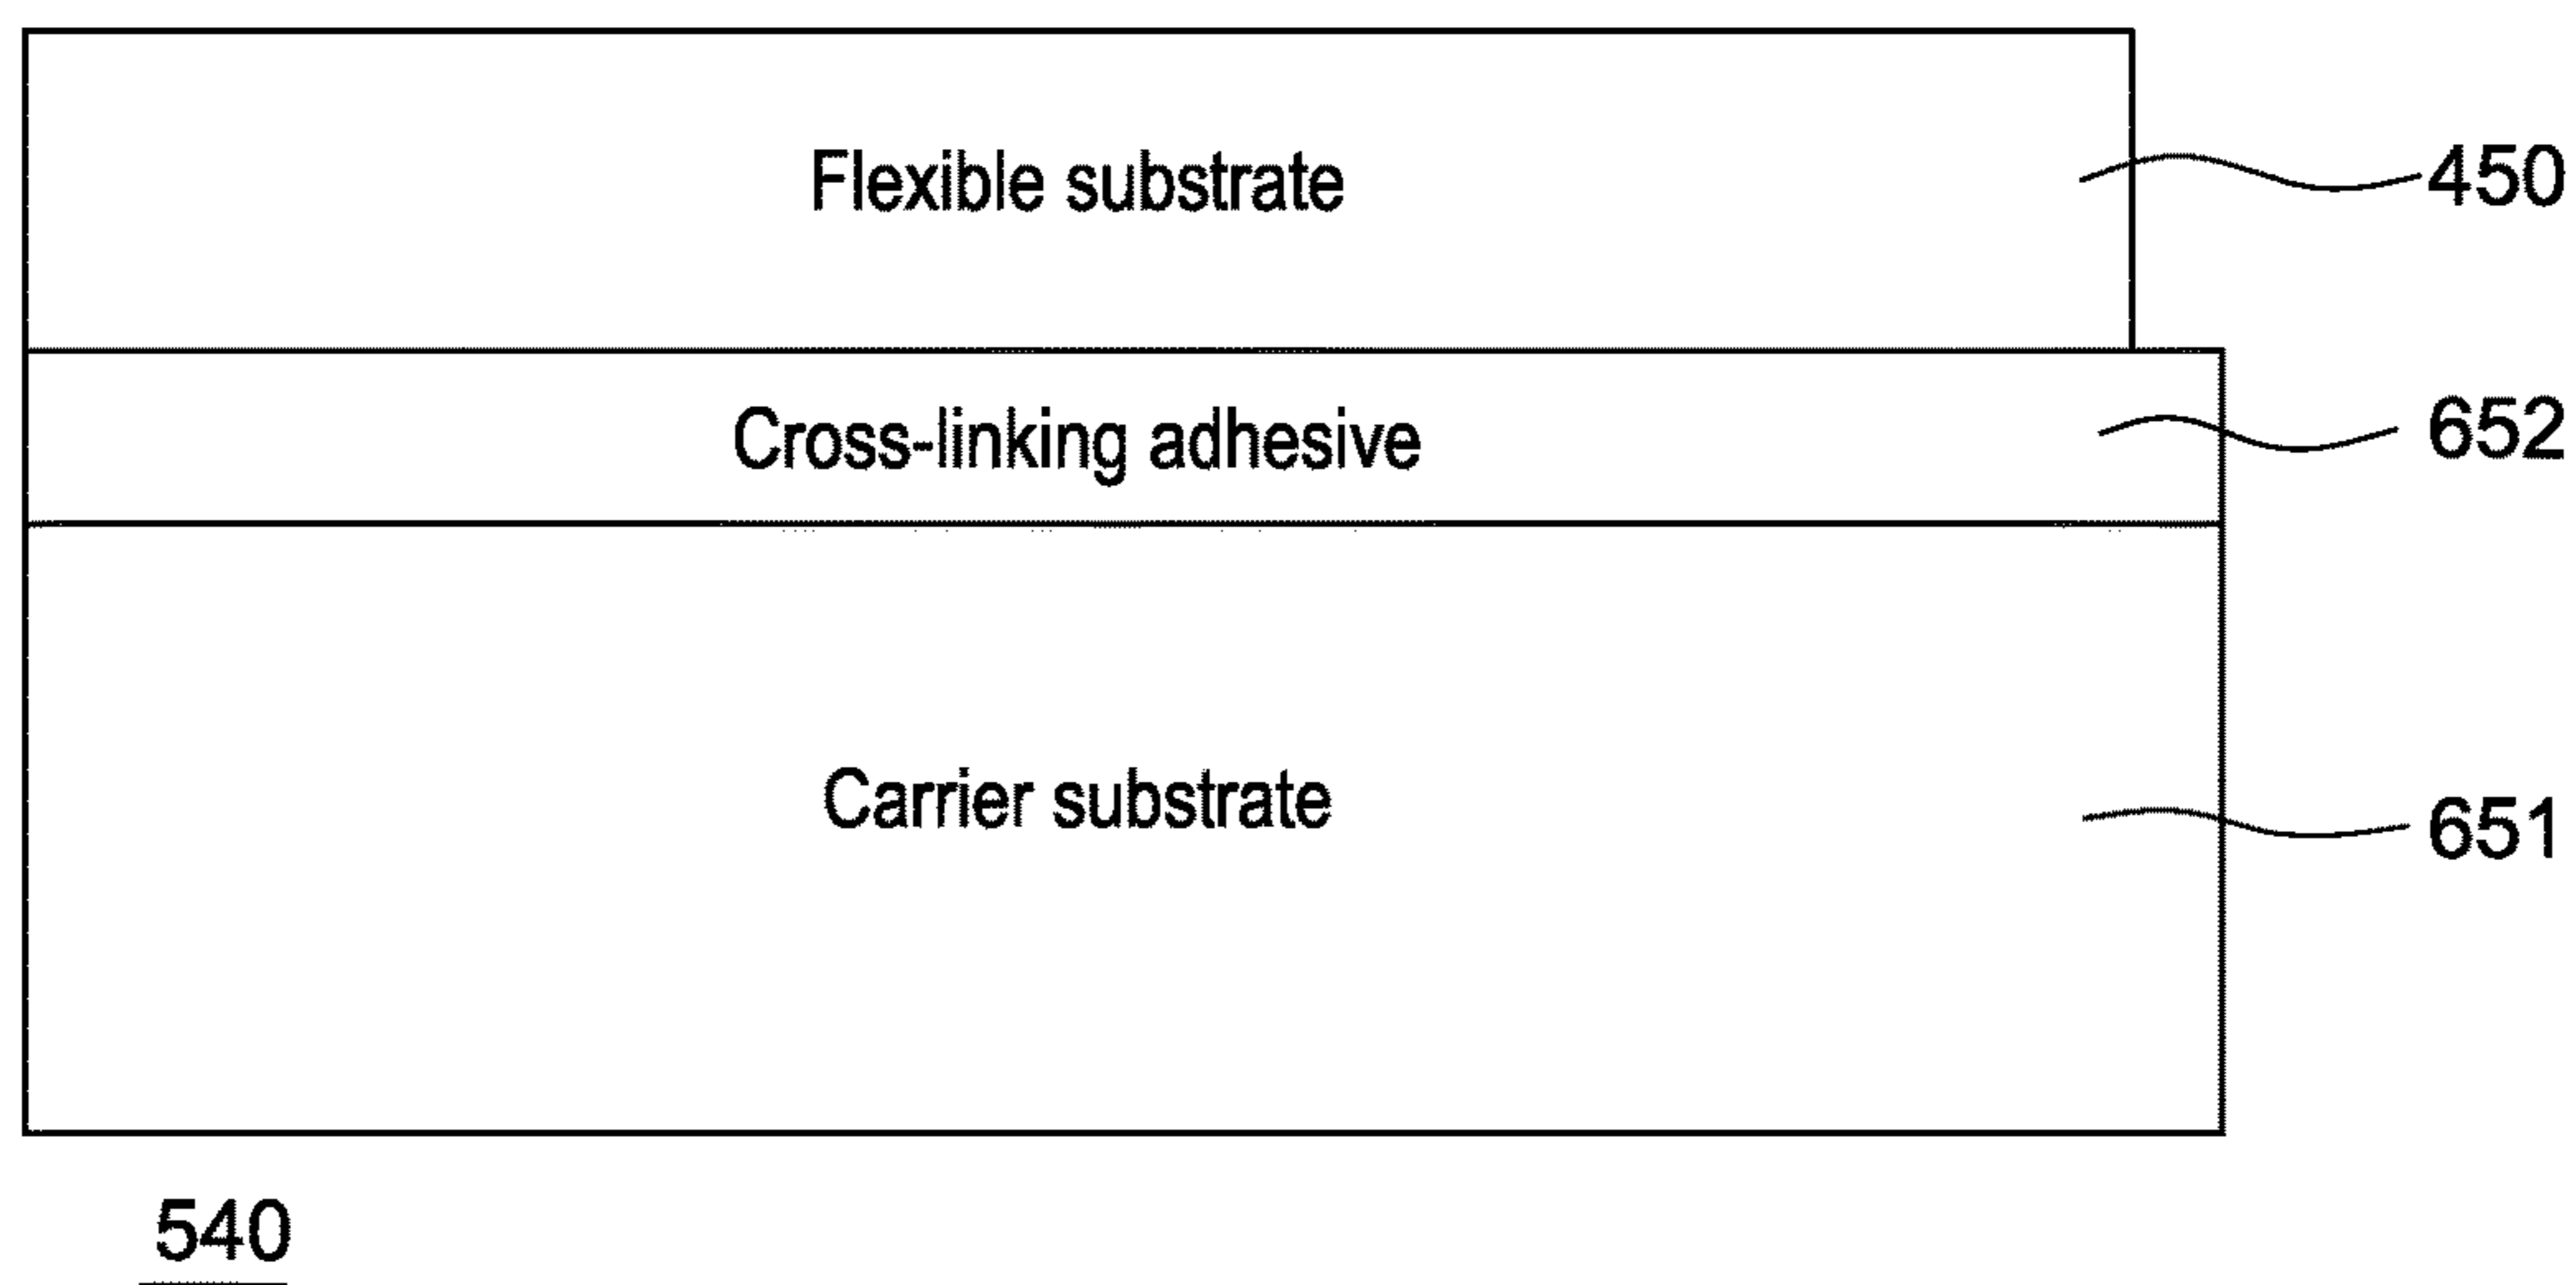 Flexible substrate
450
Cross-linking adhesive
652
Carrier substrate
651
540